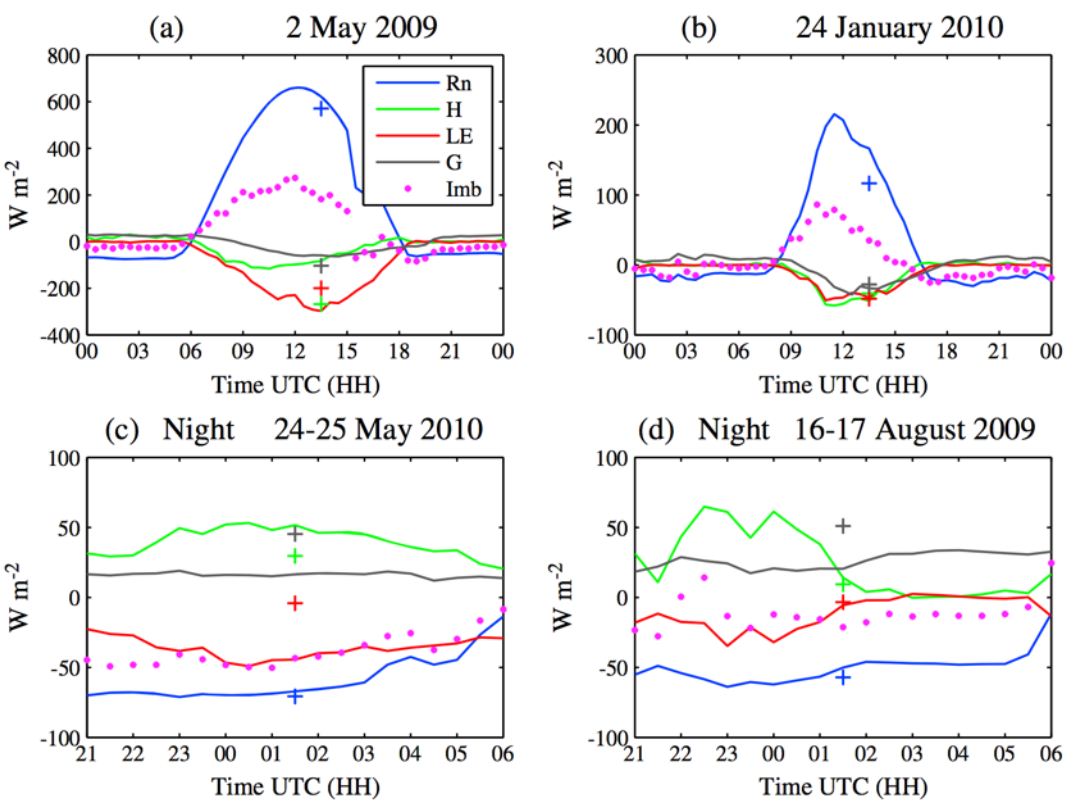 (a) 2 May 2009
800
600
400
200
0
-200
-400
W m-2
Rn
H
LE
G
Imb
00 03 06 09 12 15 18 21 00
Time UTC (HH)
(b) 24 January 2010
300
200
100
0
-100
W m-2
00 03 06 09 12 15 18 21 00
Time UTC (HH)
(c) Night 24-25 May 2010
100
50
0
-50
-100
W m-2
21 22 23 00 01 02 03 04 05 06
Time UTC (HH)
(d) Night 16-17 August 2009
100
50
0
-50
-100
W m-2
21 22 23 00 01 02 03 04 05 06
Time UTC (HH)